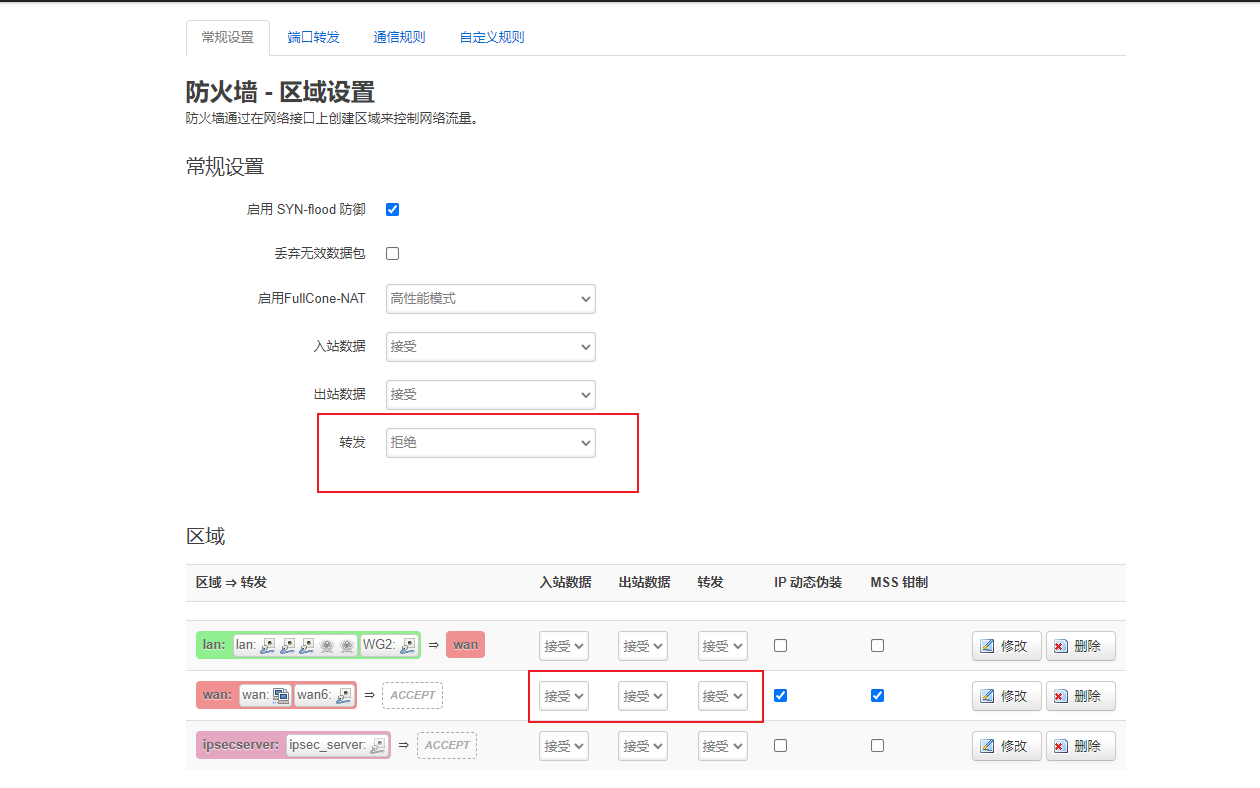 常规设置 端口转发 通信规则 自定义规则
防火墙 - 区域设置
防火墙通过在网络接口上创建区域来控制网络流量。
常规设置
启用 SYN-flood 防御
丢弃无效数据包
启用FullCone-NAT 高性能模式
入站数据 接受
出站数据 接受
转发 拒绝
区域
区域 ⇒ 转发 入站数据 出站数据 转发 IP 动态伪装 MSS 钳制
lan: lan: WG2: ⇒ wan 接受 接受 接受 修改 删除
wan: wan: wan6: ⇒ ACCEPT 接受 接受 接受 修改 删除
ipsecserver: ipsec_server: ⇒ ACCEPT 接受 接受 接受 修改 删除